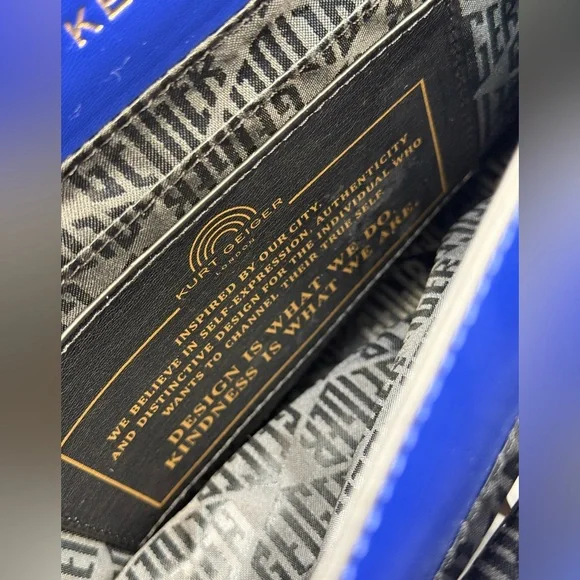 KE
KURT GEIGER
LONDON
INSPIRED BY OUR CITY.
WE BELIEVE IN SELF-EXPRESSION, AUTHENTICITY
AND DISTINCTIVE DESIGN FOR THE INDIVIDUAL WHO
WANTS TO CHANNEL THEIR TRUE SELF.
DESIGN IS WHAT WE DO,
KINDNESS IS WHAT WE ARE.